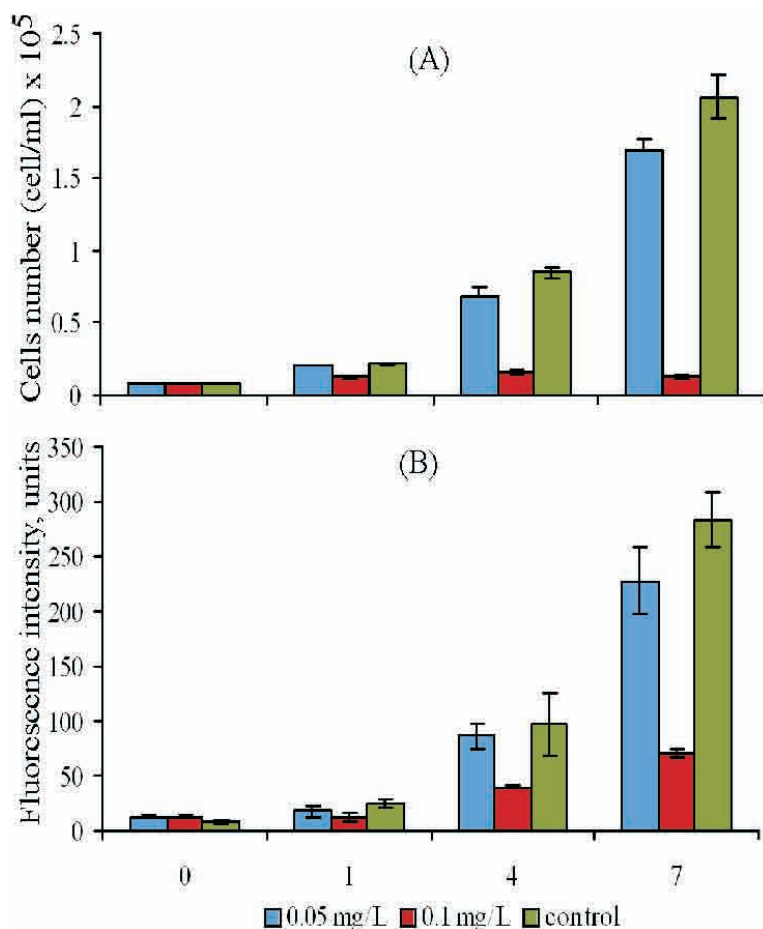 (A)
Cells number (cell/ml) x 10⁵
2.5
2
1.5
1
0.5
0
(B)
Fluorescence intensity, units
350
300
250
200
150
100
50
0
0 1 4 7
0.05 mg/L 0.1 mg/L control